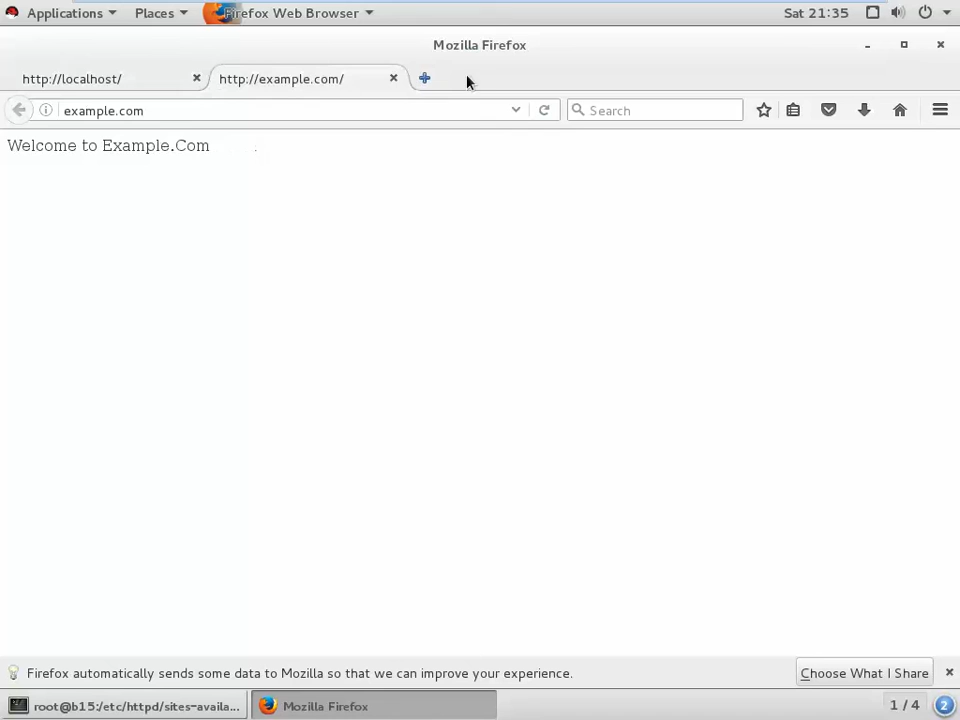 Applications Places Firefox Web Browser Sat 21:35
Mozilla Firefox
http://localhost/ http://example.com/
example.com Search
Welcome to Example.Com
Firefox automatically sends some data to Mozilla so that we can improve your experience. Choose What I Share
root@b15:/etc/httpd/sites-availa... Mozilla Firefox 1 / 4 2